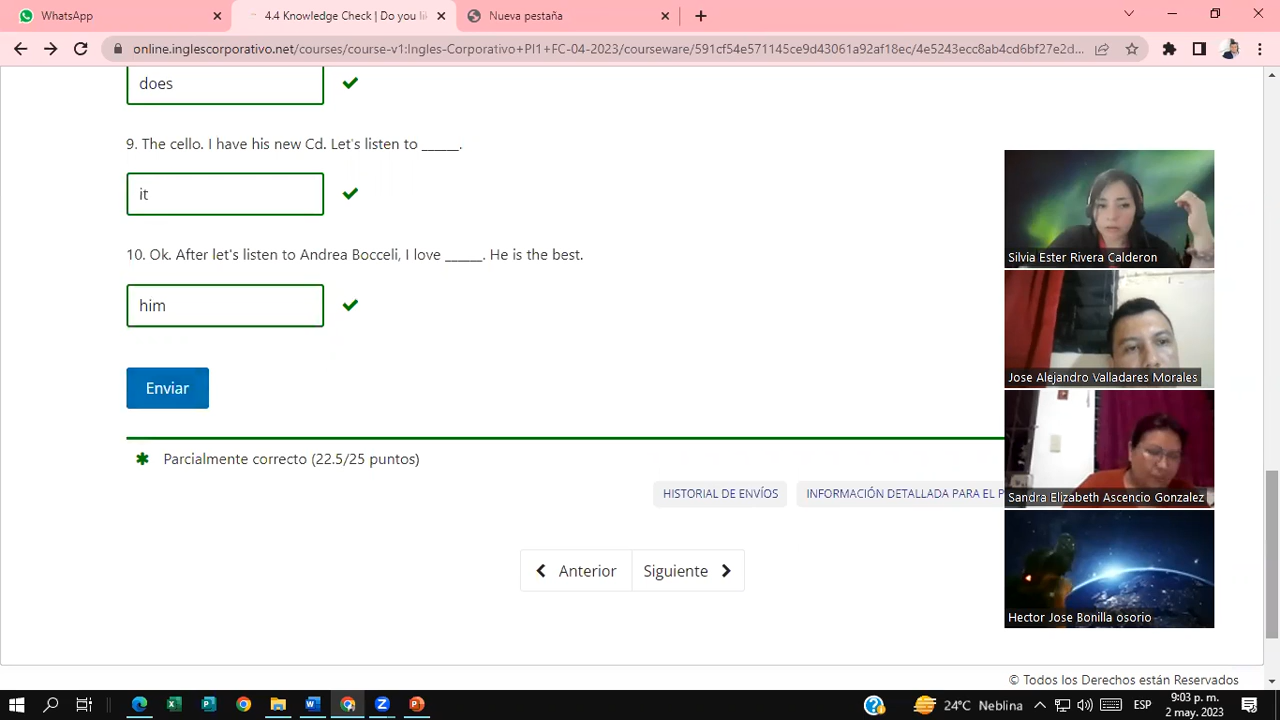 WhatsApp
4.4 Knowledge Check | Do you li
Nueva pestaña
online.inglescorporativo.net/courses/course-v1:Ingles-Corporativo+PI1+FC-04-2023/courseware/591cf54e571145ce9d43061a92af18ec/4e5243ecc8ab4cd6bf27e2d...
does
9. The cello. I have his new Cd. Let's listen to ______.
it
10. Ok. After let's listen to Andrea Bocceli, I love ______. He is the best.
him
Enviar
Parcialmente correcto (22.5/25 puntos)
HISTORIAL DE ENVÍOS
INFORMACIÓN DETALLADA PARA EL P
Anterior
Siguiente
© Todos los Derechos están Reservados
Silvia Ester Rivera Calderon
Jose Alejandro Valladares Morales
Sandra Elizabeth Ascencio Gonzalez
Hector Jose Bonilla osorio
24°C Neblina
ESP
9:03 p. m.
2 may. 2023